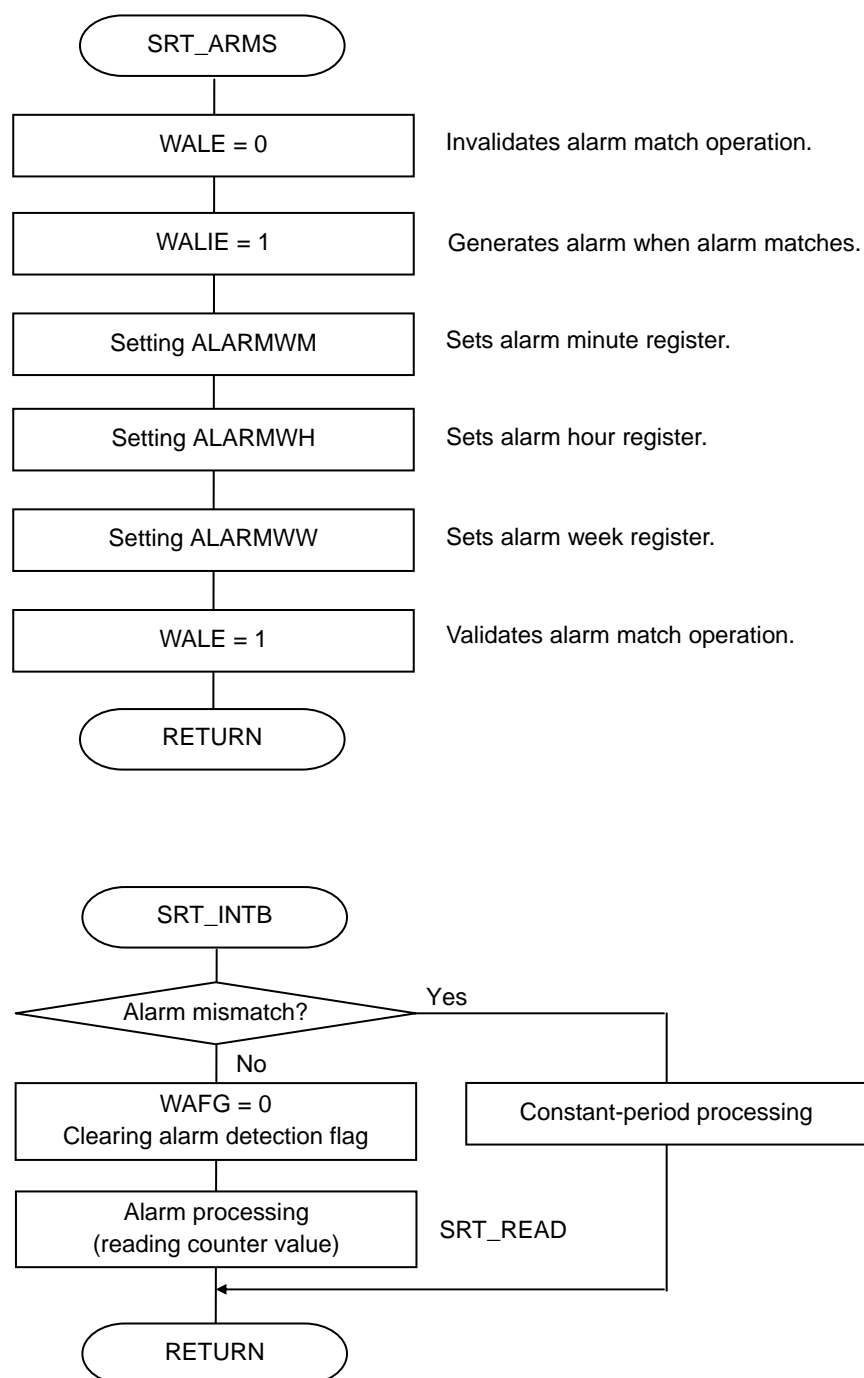 SRT_ARMS
WALE = 0
Invalidates alarm match operation.
WALIE = 1
Generates alarm when alarm matches.
Setting ALARMWM
Sets alarm minute register.
Setting ALARMWH
Sets alarm hour register.
Setting ALARMWW
Sets alarm week register.
WALE = 1
Validates alarm match operation.
RETURN
SRT_INTB
Alarm mismatch?
Yes
No
WAFG = 0
Clearing alarm detection flag
Constant-period processing
Alarm processing
(reading counter value)
SRT_READ
RETURN